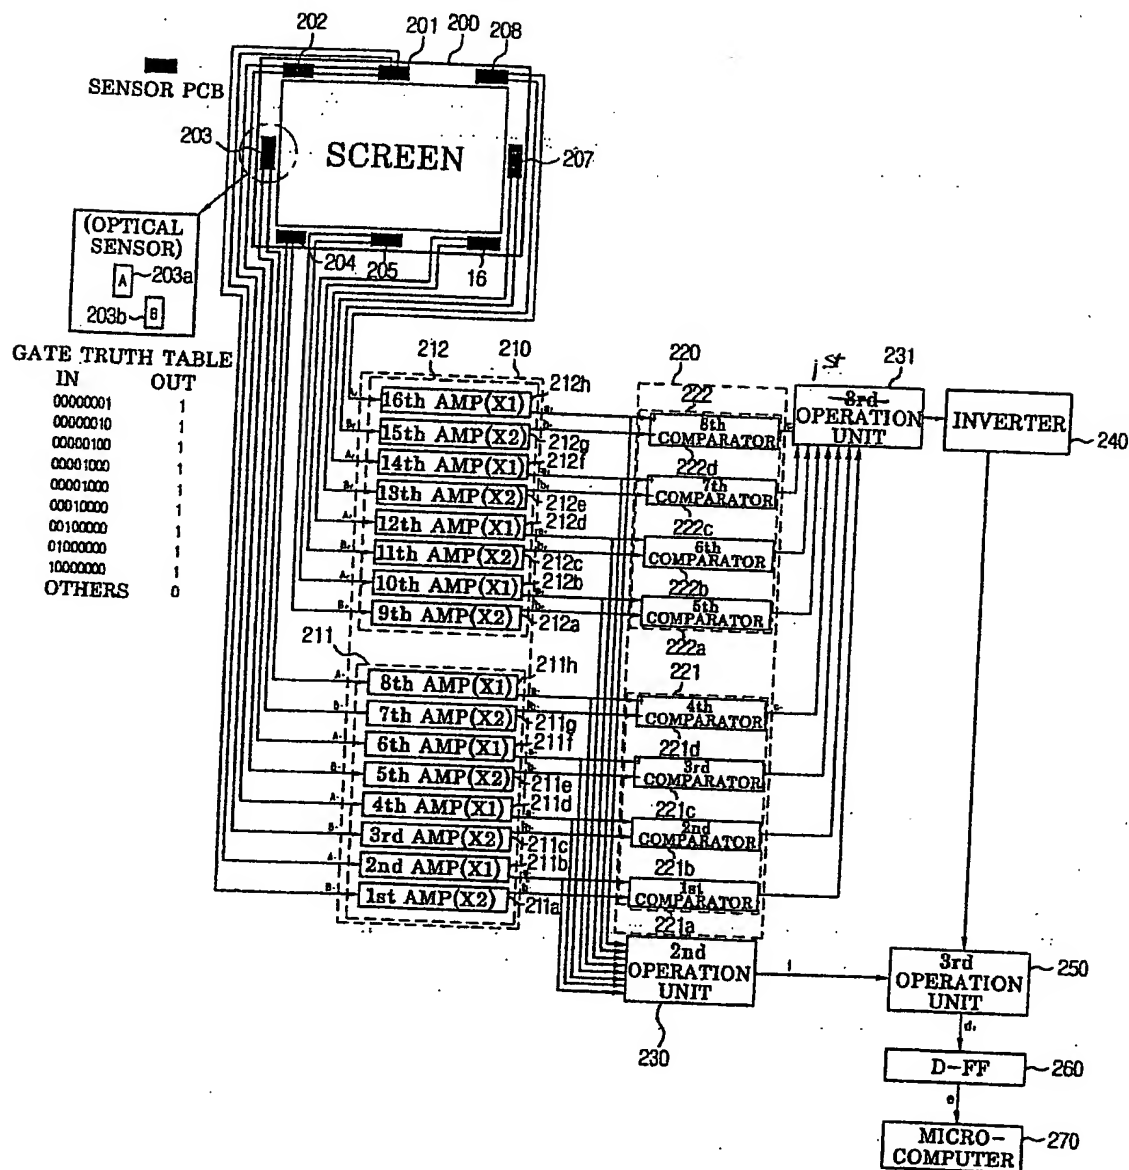 202
201
200
208
SENSOR PCB
203
SCREEN
207
(OPTICAL
SENSOR)
A
203a
203b
B
204
205
16
GATE TRUTH TABLE
IN OUT
00000001 1
00000010 1
00000100 1
00001000 1
00001000 1
00010000 1
00100000 1
01000000 1
10000000 1
OTHERS 0
212
210
212h
16th AMP(X1)
15th AMP(X2)
212g
14th AMP(X1)
212f
13th AMP(X2)
212e
12th AMP(X1)
212d
11th AMP(X2)
212c
10th AMP(X1)
212b
9th AMP(X2)
212a
211
211h
8th AMP(X1)
7th AMP(X2)
211g
6th AMP(X1)
211f
5th AMP(X2)
211e
4th AMP(X1)
211d
3rd AMP(X2)
211c
2nd AMP(X1)
211b
1st AMP(X2)
211a
220
222
8th
COMPARATOR
222d
7th
COMPARATOR
222c
6th
COMPARATOR
222b
5th
COMPARATOR
222a
221
4th
COMPARATOR
221d
3rd
COMPARATOR
221c
2nd
COMPARATOR
221b
1st
COMPARATOR
221a
1st
231
3rd
OPERATION
UNIT
INVERTER
240
2nd
OPERATION
UNIT
230
3rd
OPERATION
UNIT
250
D-FF
260
MICRO-
COMPUTER
270